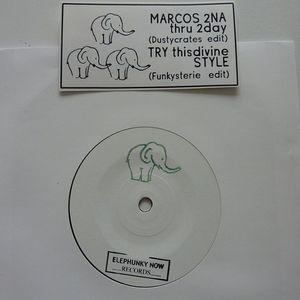 MARCOS 2NA
thru 2day
(Dustycrates edit)
TRY thisdivine
STYLE
(Funkysterie edit)
ELEPHUNKY NOW
RECORDS